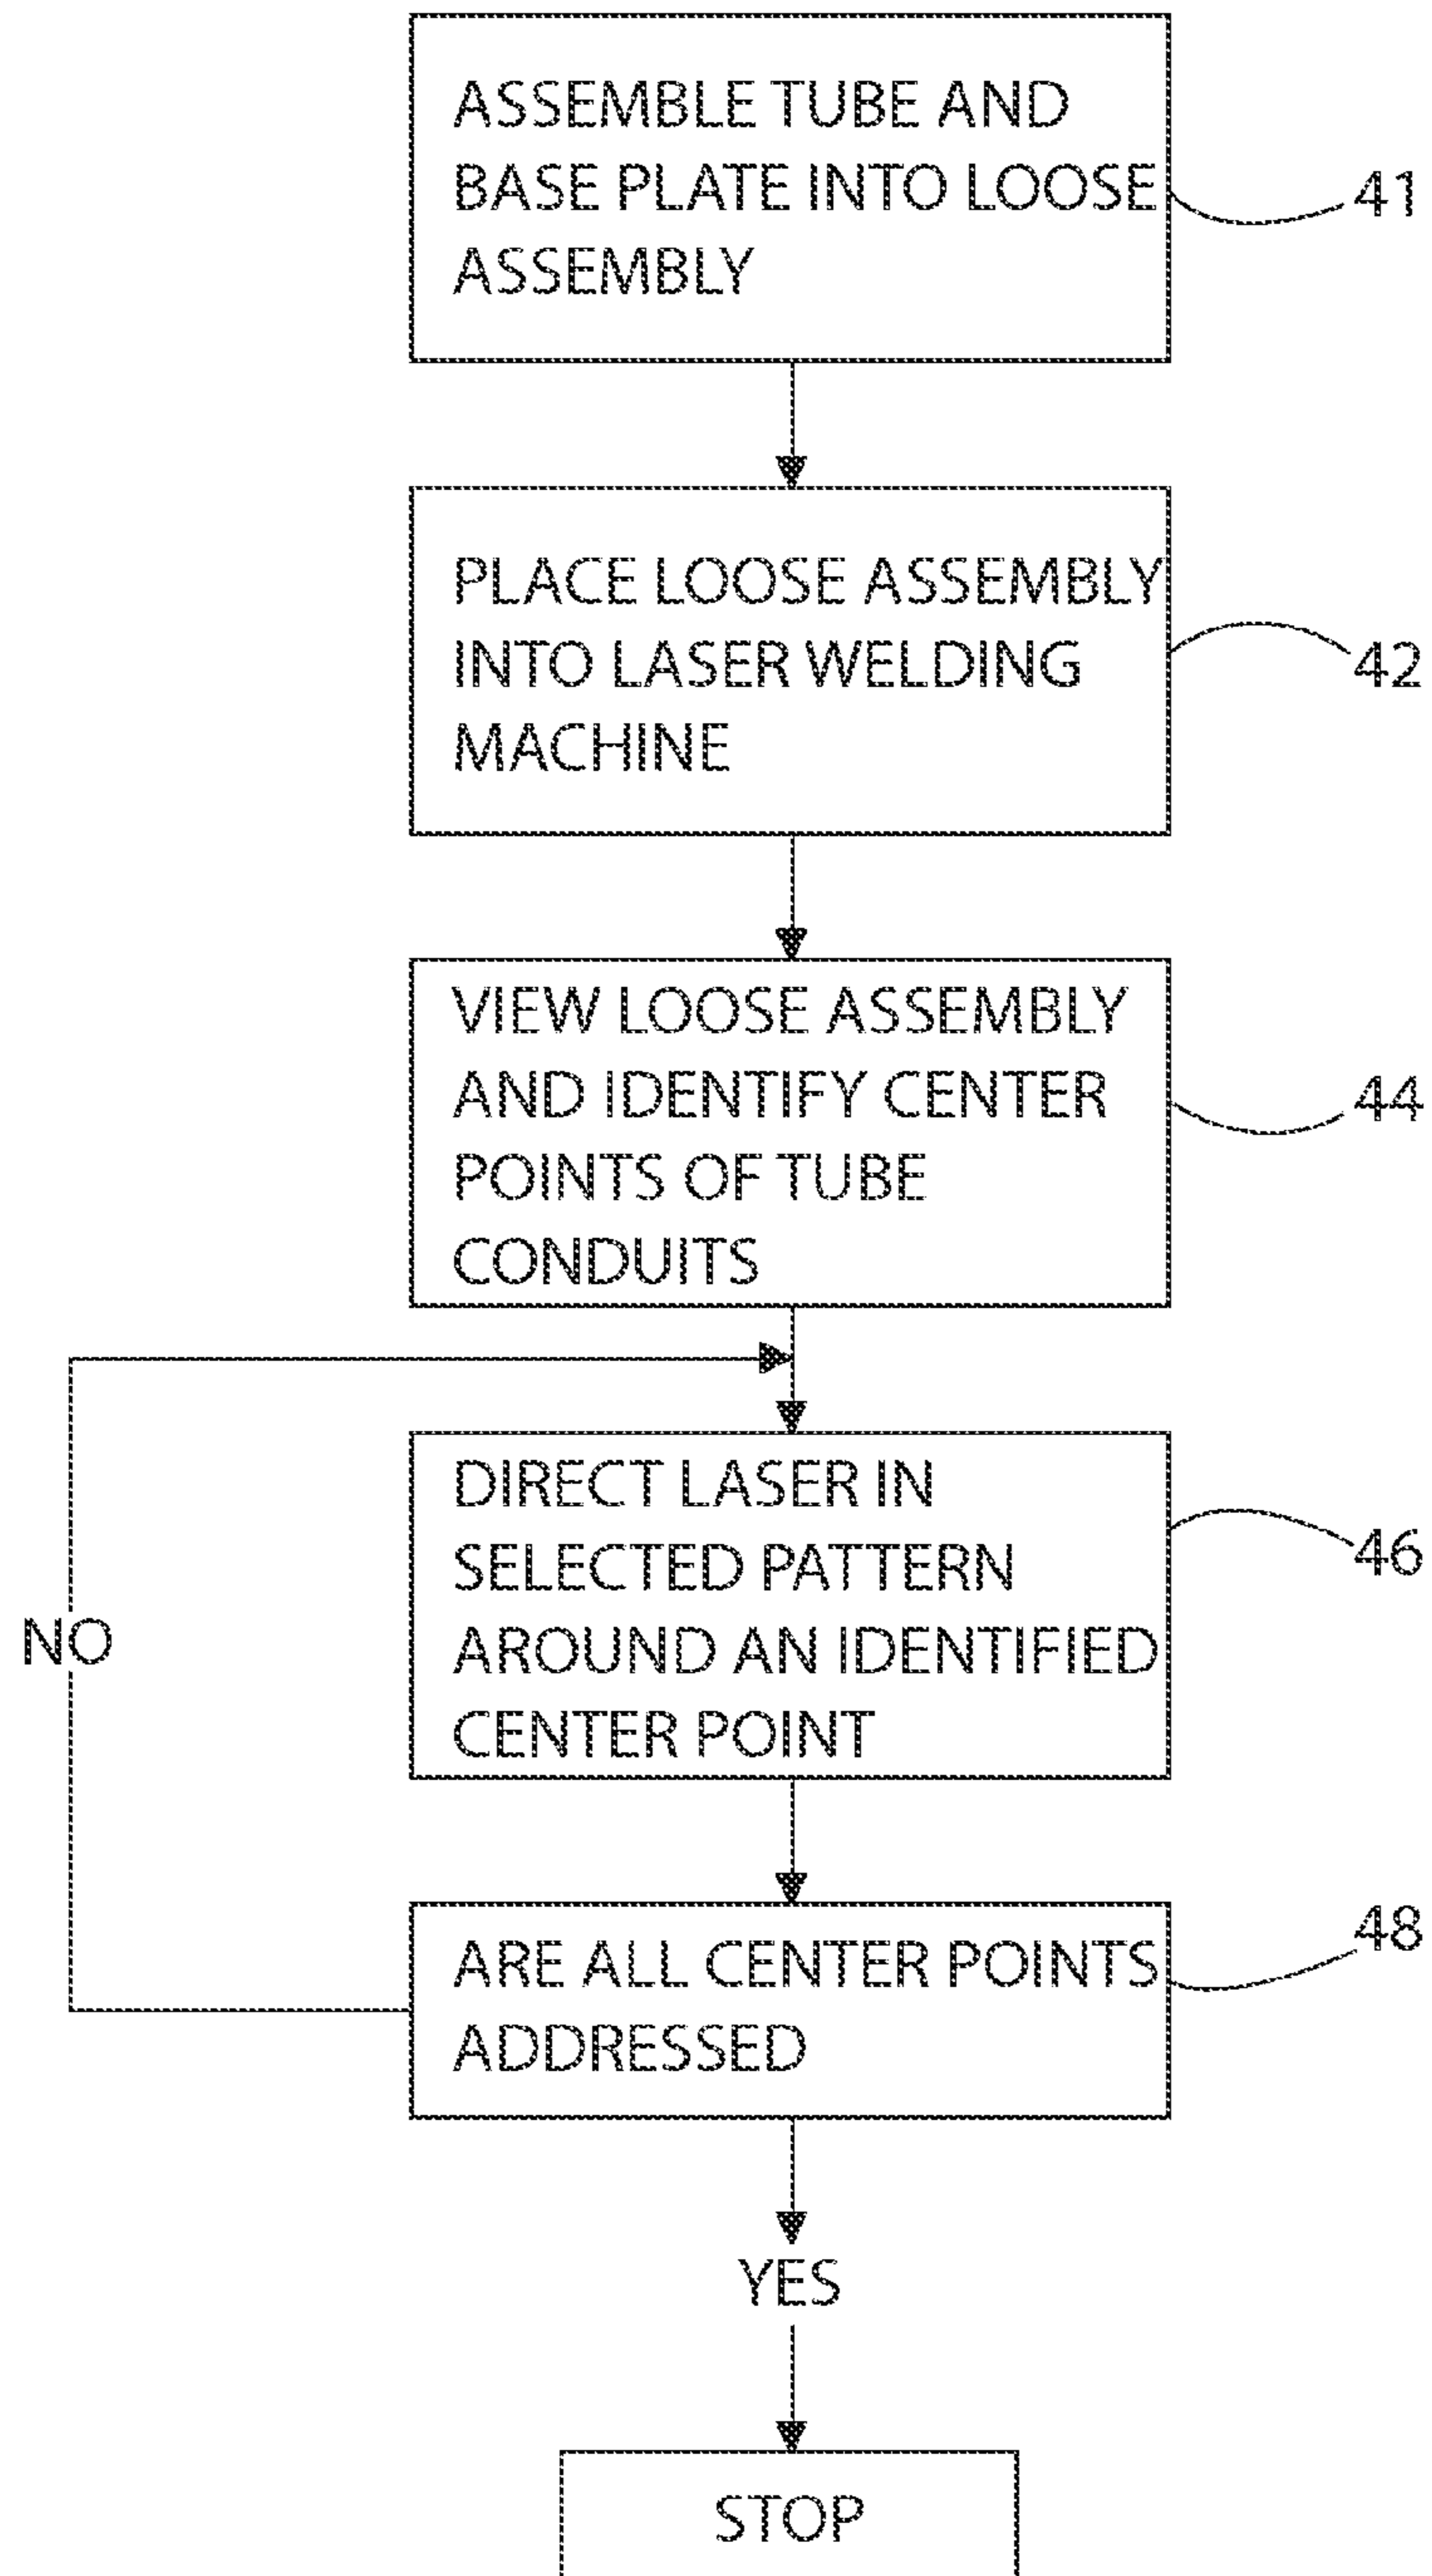 ASSEMBLE TUBE AND
BASE PLATE INTO LOOSE
ASSEMBLY
41
PLACE LOOSE ASSEMBLY
INTO LASER WELDING
MACHINE
42
VIEW LOOSE ASSEMBLY
AND IDENTIFY CENTER
POINTS OF TUBE
CONDUITS
44
DIRECT LASER IN
SELECTED PATTERN
AROUND AN IDENTIFIED
CENTER POINT
46
NO
ARE ALL CENTER POINTS
ADDRESSED
48
YES
STOP